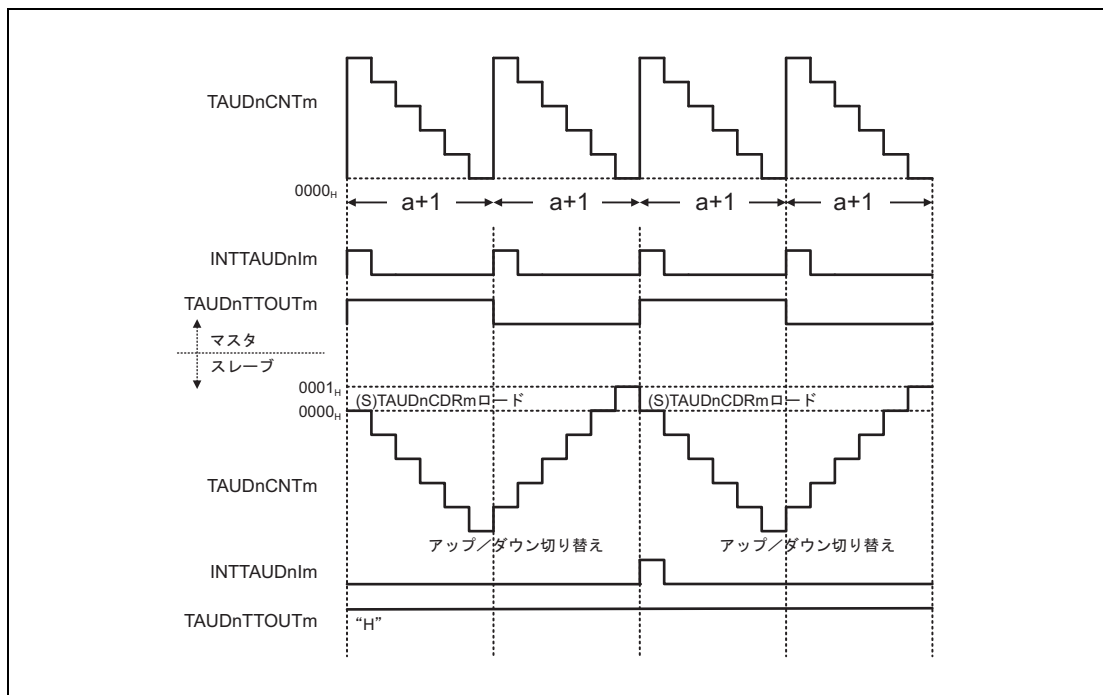 TAUDnCNTm
0000H
a+1 a+1 a+1 a+1
INTTAUDnIm
TAUDnTTOUTm
マスタ
スレーブ
0001H
(S)TAUDnCDRmロード (S)TAUDnCDRmロード
0000H
TAUDnCNTm
アップ／ダウン切り替え アップ／ダウン切り替え
INTTAUDnIm
TAUDnTTOUTm
“H”